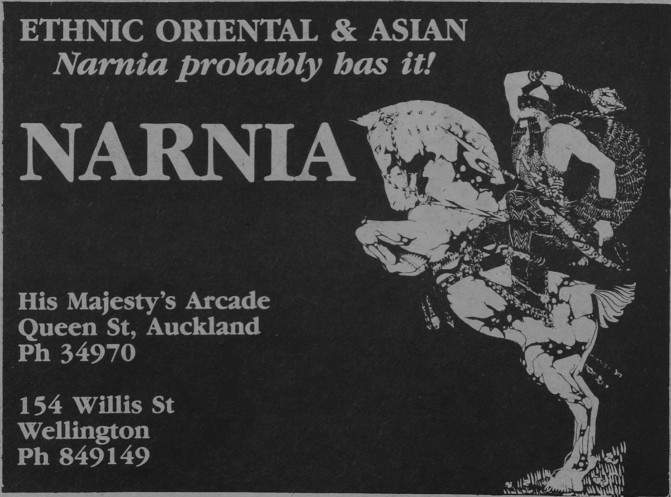 ETHNIC ORIENTAL & ASIAN
Narnia probably has it!
NARNIA
His Majesty's Arcade
Queen St, Auckland
Ph 34970
154 Willis St
Wellington
Ph 849149